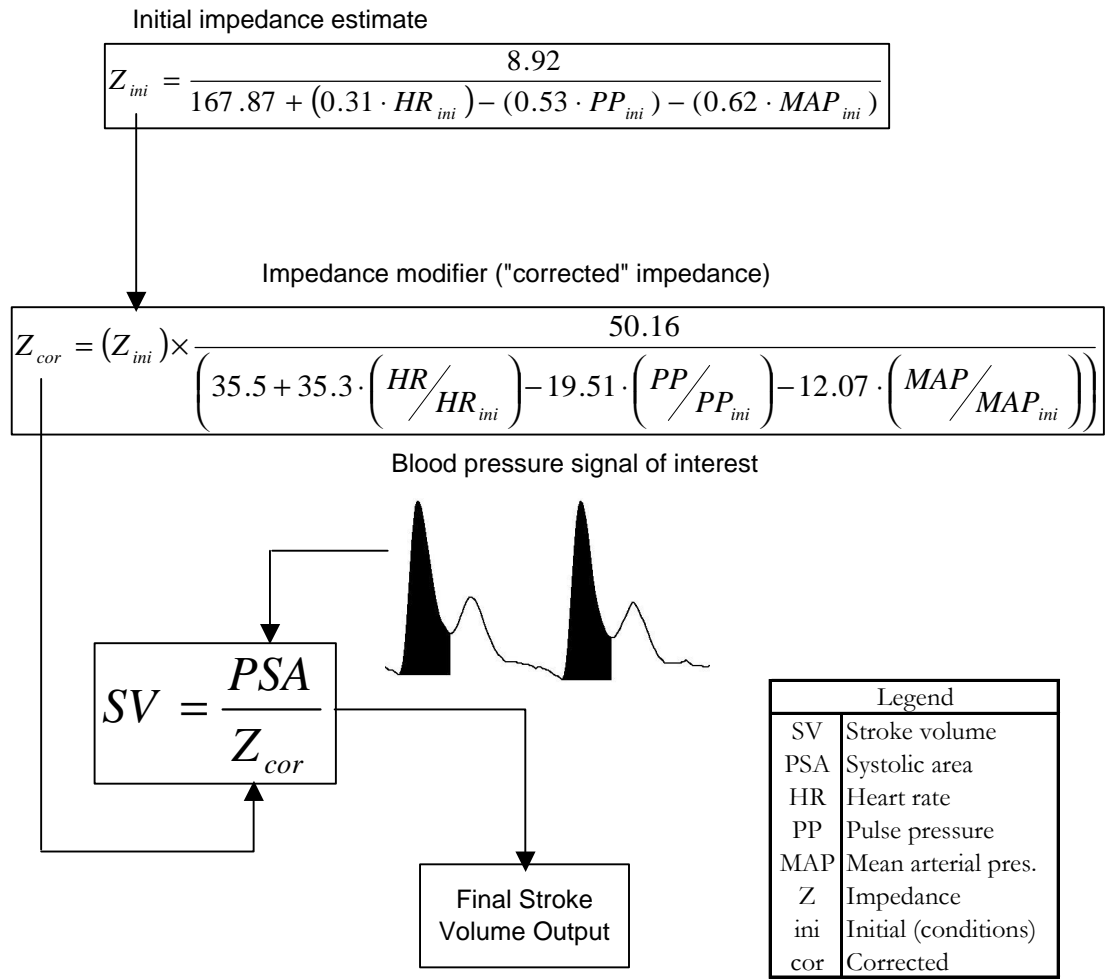 Initial impedance estimate
Z_ini = 8.92 / (167.87 + (0.31 · HR_ini) − (0.53 · PP_ini) − (0.62 · MAP_ini))
Impedance modifier ("corrected" impedance)
Z_cor = (Z_ini) × 50.16 / (35.5 + 35.3 · (HR/HR_ini) − 19.51 · (PP/PP_ini) − 12.07 · (MAP/MAP_ini))
Blood pressure signal of interest
SV = PSA / Z_cor
Final Stroke
Volume Output
Legend
SV Stroke volume
PSA Systolic area
HR Heart rate
PP Pulse pressure
MAP Mean arterial pres.
Z Impedance
ini Initial (conditions)
cor Corrected